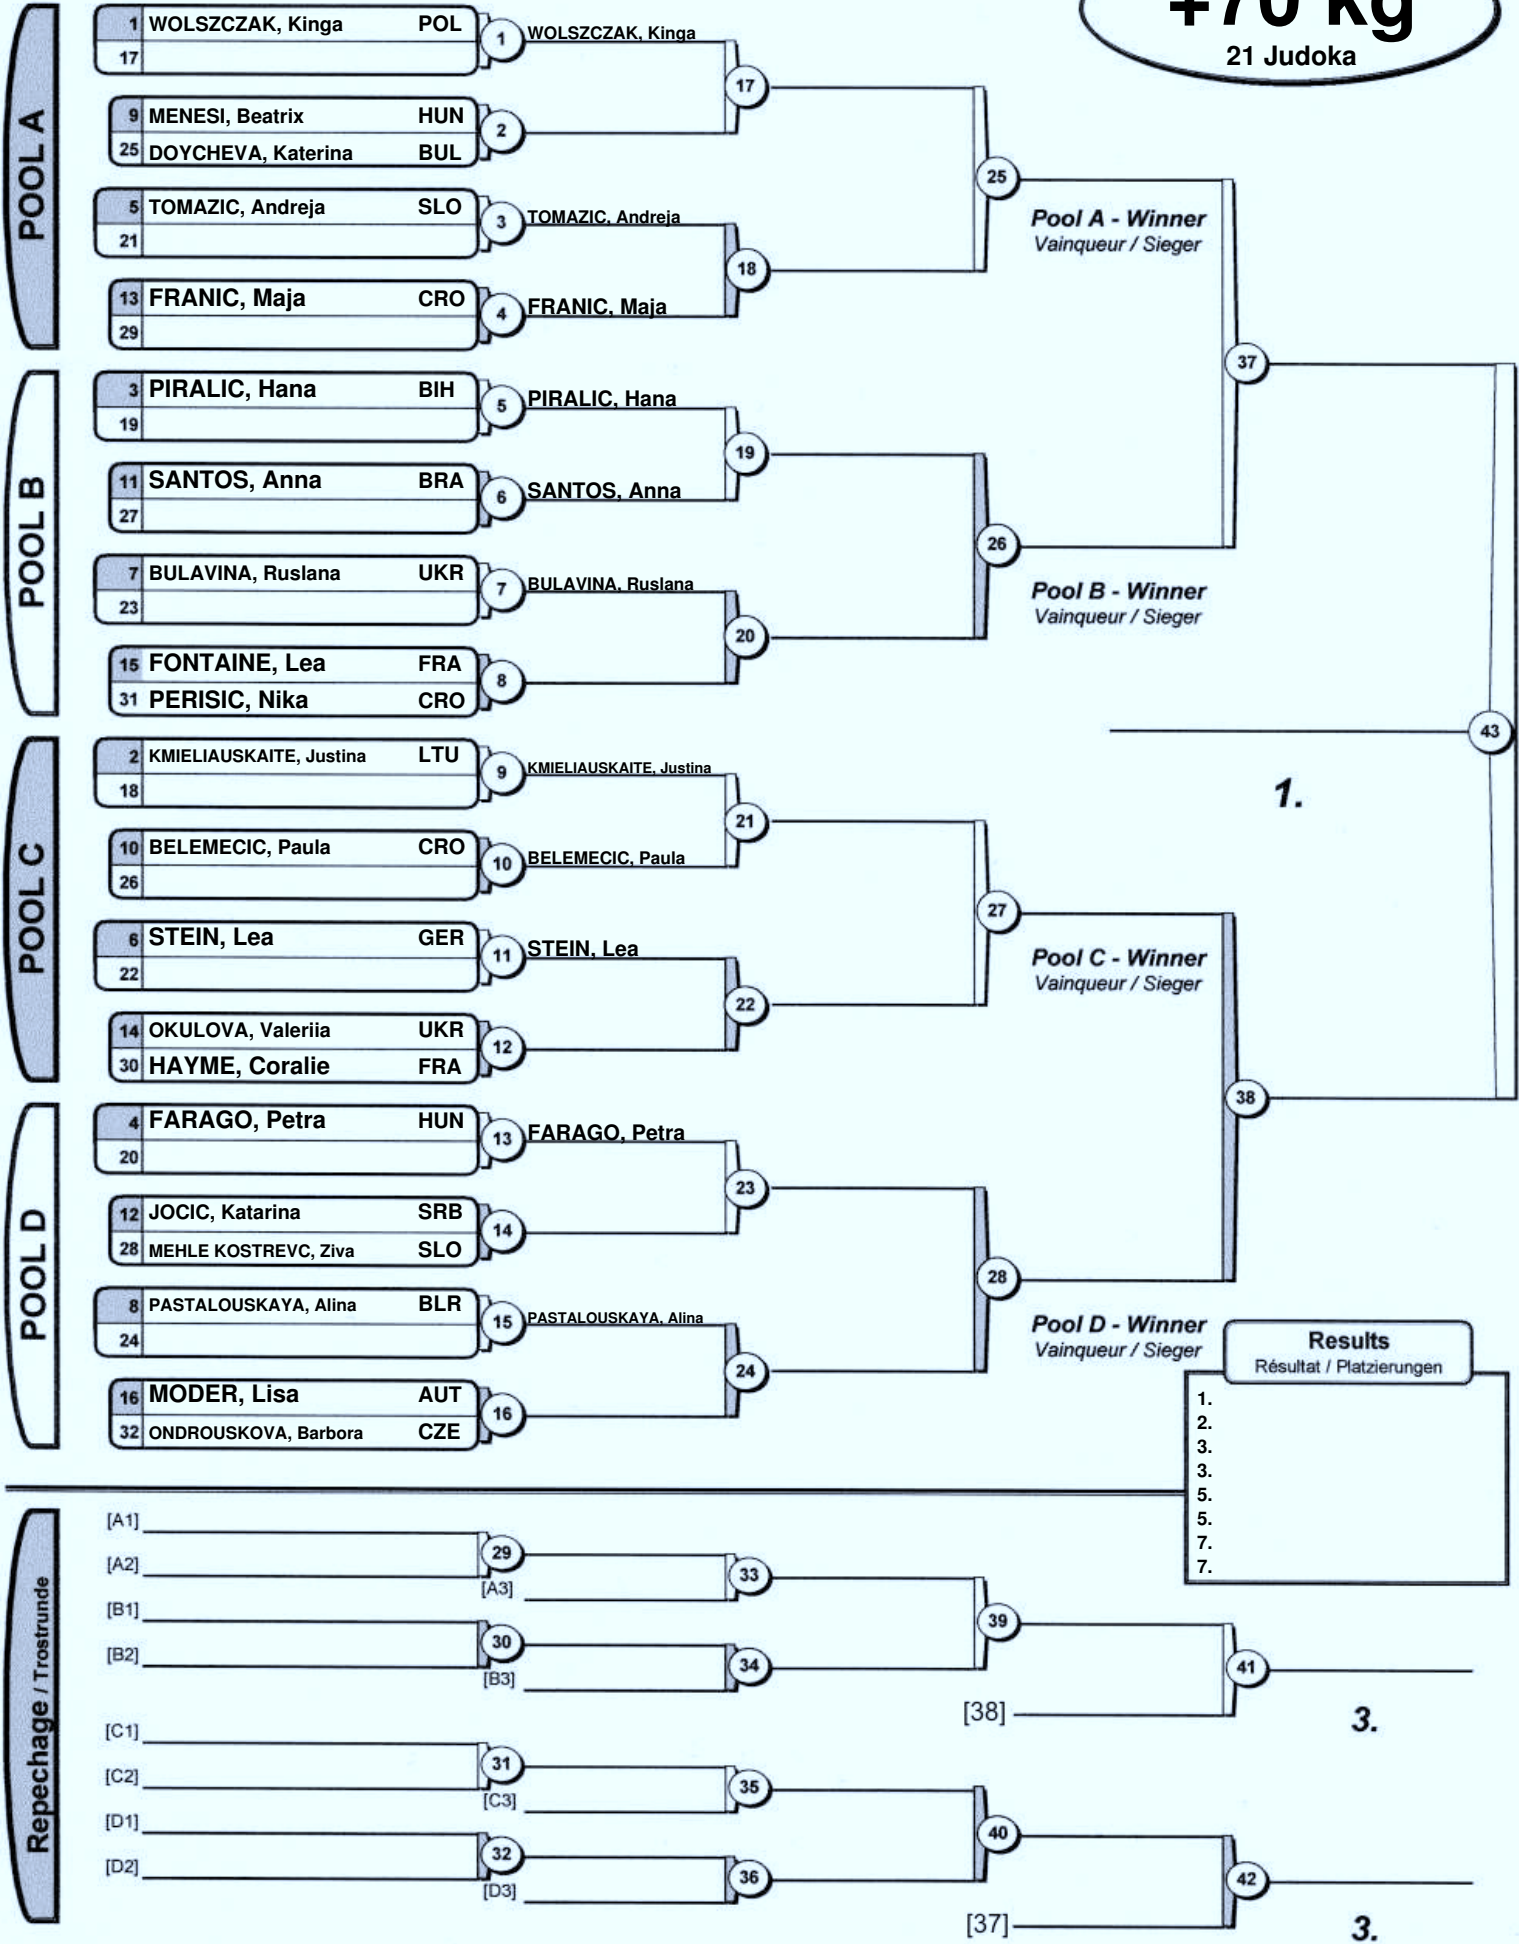 +70 kg
21 Judoka
POOL A
1 WOLSZCZAK, Kinga POL
17
1 WOLSZCZAK, Kinga
17
9 MENESI, Beatrix HUN
25 DOYCHEVA, Katerina BUL
2
25
5 TOMAZIC, Andreja SLO
21
3 TOMAZIC, Andreja
18
13 FRANIC, Maja CRO
29
4 FRANIC, Maja
Pool A - Winner
Vainqueur / Sieger
37
POOL B
3 PIRALIC, Hana BIH
19
5 PIRALIC, Hana
19
11 SANTOS, Anna BRA
27
6 SANTOS, Anna
26
7 BULAVINA, Ruslana UKR
23
7 BULAVINA, Ruslana
20
15 FONTAINE, Lea FRA
31 PERISIC, Nika CRO
8
Pool B - Winner
Vainqueur / Sieger
43
1.
POOL C
2 KMIELIAUSKAITE, Justina LTU
18
9 KMIELIAUSKAITE, Justina
21
10 BELEMECIC, Paula CRO
26
10 BELEMECIC, Paula
27
6 STEIN, Lea GER
22
11 STEIN, Lea
22
14 OKULOVA, Valeriia UKR
30 HAYME, Coralie FRA
12
Pool C - Winner
Vainqueur / Sieger
38
POOL D
4 FARAGO, Petra HUN
20
13 FARAGO, Petra
23
12 JOCIC, Katarina SRB
28 MEHLE KOSTREVC, Ziva SLO
14
28
8 PASTALOUSKAYA, Alina BLR
24
15 PASTALOUSKAYA, Alina
24
16 MODER, Lisa AUT
32 ONDROUSKOVA, Barbora CZE
16
Pool D - Winner
Vainqueur / Sieger
Results
Résultat / Platzierungen
1.
2.
3.
3.
5.
5.
7.
7.
Repechage / Trostrunde
[A1]
[A2]
29
[A3]
33
[B1]
[B2]
30
[B3]
34
39
[38]
41
3.
[C1]
[C2]
31
[C3]
35
[D1]
[D2]
32
[D3]
36
40
[37]
42
3.